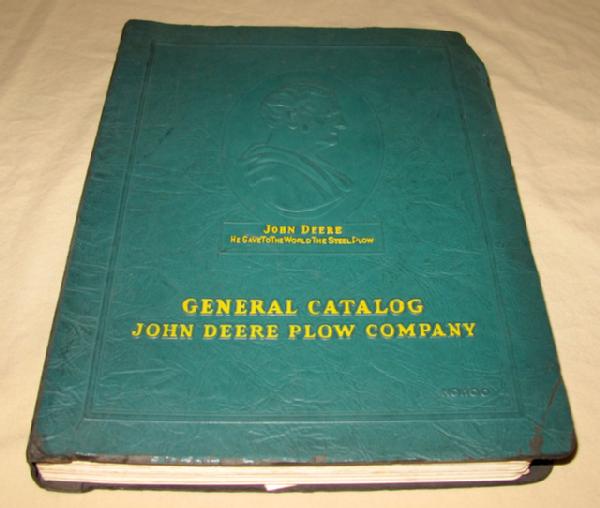 JOHN DEERE
HE GAVE TO THE WORLD THE STEEL PLOW
GENERAL CATALOG
JOHN DEERE PLOW COMPANY